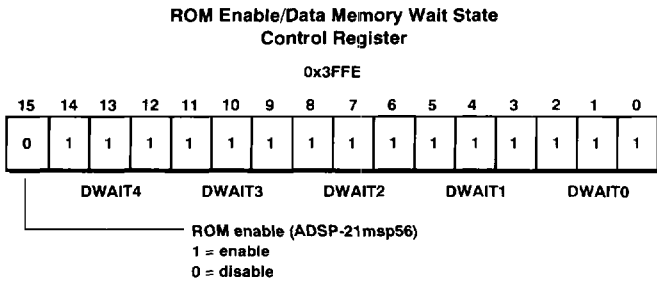 ROM Enable/Data Memory Wait State
Control Register
0x3FFE
15 14 13 12 11 10 9 8 7 6 5 4 3 2 1 0
0 1 1 1 1 1 1 1 1 1 1 1 1 1 1 1
DWAIT4 DWAIT3 DWAIT2 DWAIT1 DWAIT0
ROM enable (ADSP-21msp56)
1 = enable
0 = disable